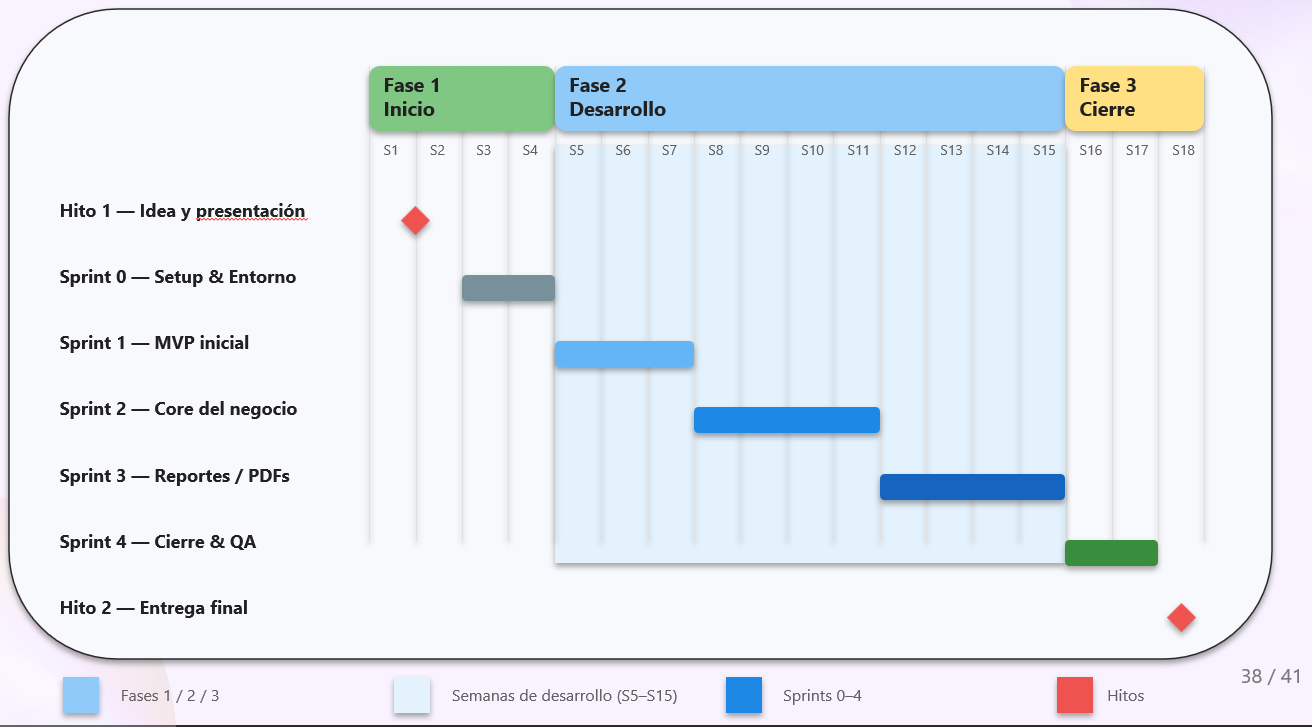 Fase 1
Inicio
Fase 2
Desarrollo
Fase 3
Cierre
S1 S2 S3 S4 S5 S6 S7 S8 S9 S10 S11 S12 S13 S14 S15 S16 S17 S18
Hito 1 — Idea y presentación
Sprint 0 — Setup & Entorno
Sprint 1 — MVP inicial
Sprint 2 — Core del negocio
Sprint 3 — Reportes / PDFs
Sprint 4 — Cierre & QA
Hito 2 — Entrega final
38 / 41
Fases 1 / 2 / 3
Semanas de desarrollo (S5–S15)
Sprints 0–4
Hitos